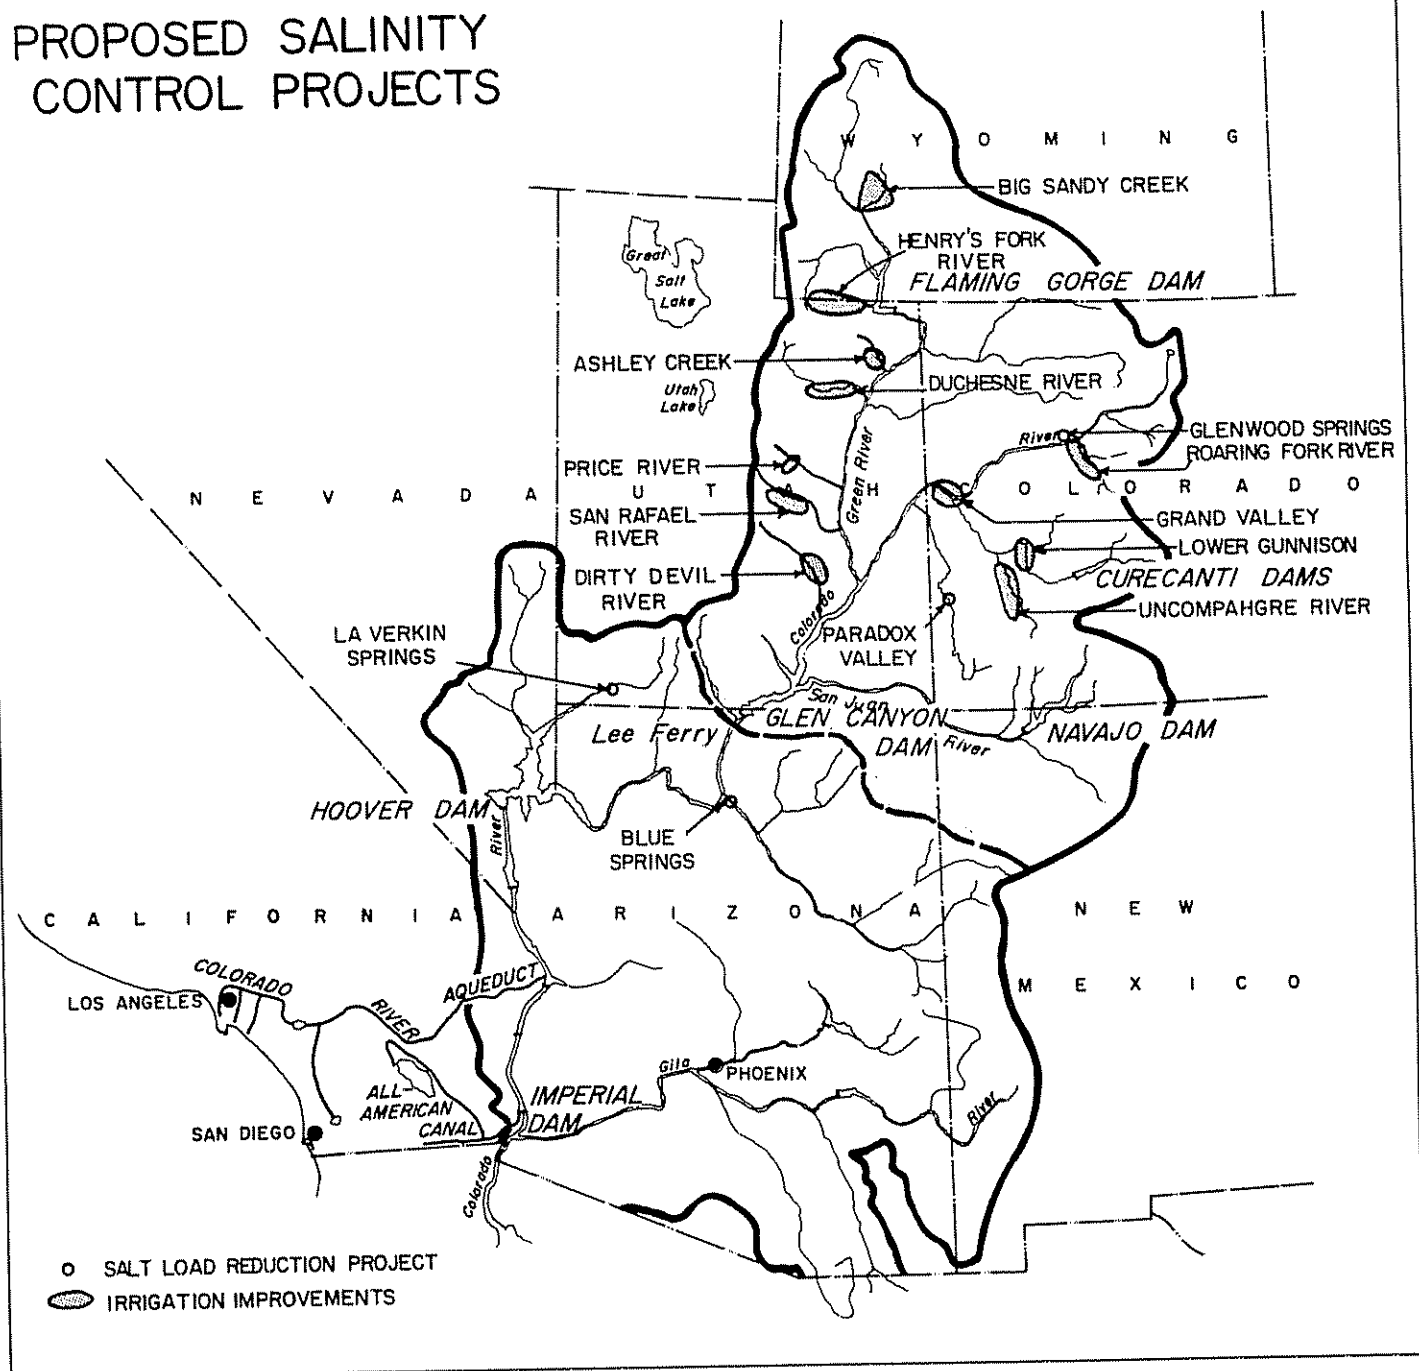 PROPOSED SALINITY
CONTROL PROJECTS
W Y O M I N G
BIG SANDY CREEK
HENRY'S FORK
RIVER
FLAMING GORGE DAM
Great
Salt
Lake
ASHLEY CREEK
Utah
Lake
DUCHESNE RIVER
River
GLENWOOD SPRINGS
ROARING FORK RIVER
PRICE RIVER
Green River
N E V A D A
U T A H
C O L O R A D O
SAN RAFAEL
RIVER
GRAND VALLEY
LOWER GUNNISON
DIRTY DEVIL
RIVER
CURECANTI DAMS
UNCOMPAHGRE RIVER
Colorado
PARADOX
VALLEY
LA VERKIN
SPRINGS
San Juan
River
Lee Ferry
GLEN CANYON
DAM
NAVAJO DAM
HOOVER DAM
River
BLUE
SPRINGS
C A L I F O R N I A
A R I Z O N A
N E W
M E X I C O
COLORADO
RIVER
AQUEDUCT
LOS ANGELES
Gila
PHOENIX
River
ALL-
AMERICAN
CANAL
IMPERIAL
DAM
SAN DIEGO
Colorado
SALT LOAD REDUCTION PROJECT
IRRIGATION IMPROVEMENTS